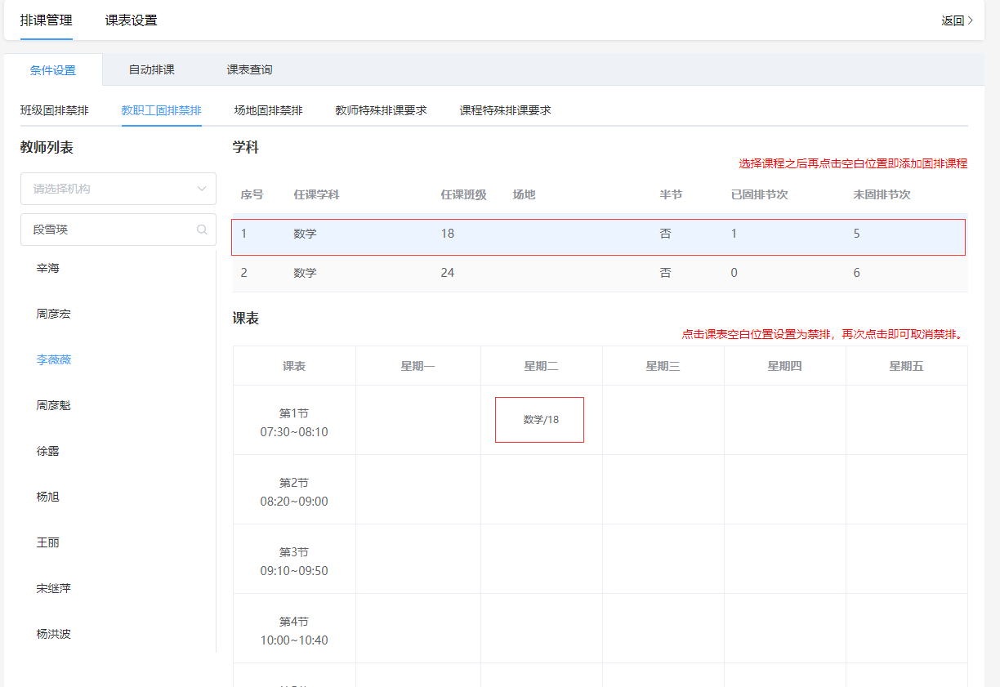 排课管理 课表设置 返回
条件设置 自动排课 课表查询
班级固排禁排 教职工固排禁排 场地固排禁排 教师特殊排课要求 课程特殊排课要求
教师列表
请选择机构
段雪瑛
辛海
周彦宏
李薇薇
周彦魁
徐露
杨旭
王丽
宋继萍
杨洪波
学科
选择课程之后再点击空白位置即添加固排课程
序号 任课学科 任课班级 场地 半节 已固排节次 未固排节次
1 数学 18 否 1 5
2 数学 24 否 0 6
课表
点击课表空白位置设置为禁排，再次点击即可取消禁排。
课表 星期一 星期二 星期三 星期四 星期五
第1节
07:30~08:10
数学/18
第2节
08:20~09:00
第3节
09:10~09:50
第4节
10:00~10:40